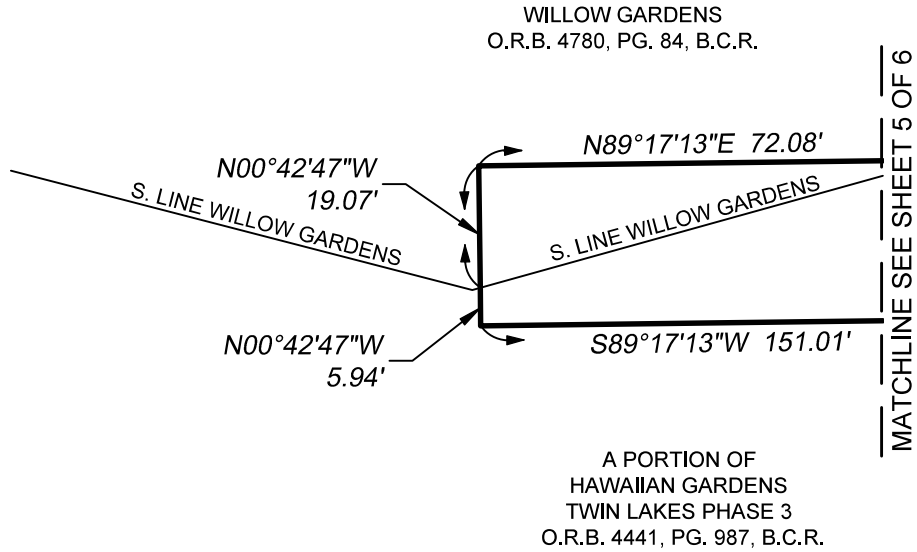 WILLOW GARDENS
O.R.B. 4780, PG. 84, B.C.R.
N89°17'13"E 72.08'
N00°42'47"W
19.07'
S. LINE WILLOW GARDENS
S. LINE WILLOW GARDENS
N00°42'47"W
5.94'
S89°17'13"W 151.01'
MATCHLINE SEE SHEET 5 OF 6
A PORTION OF
HAWAIIAN GARDENS
TWIN LAKES PHASE 3
O.R.B. 4441, PG. 987, B.C.R.